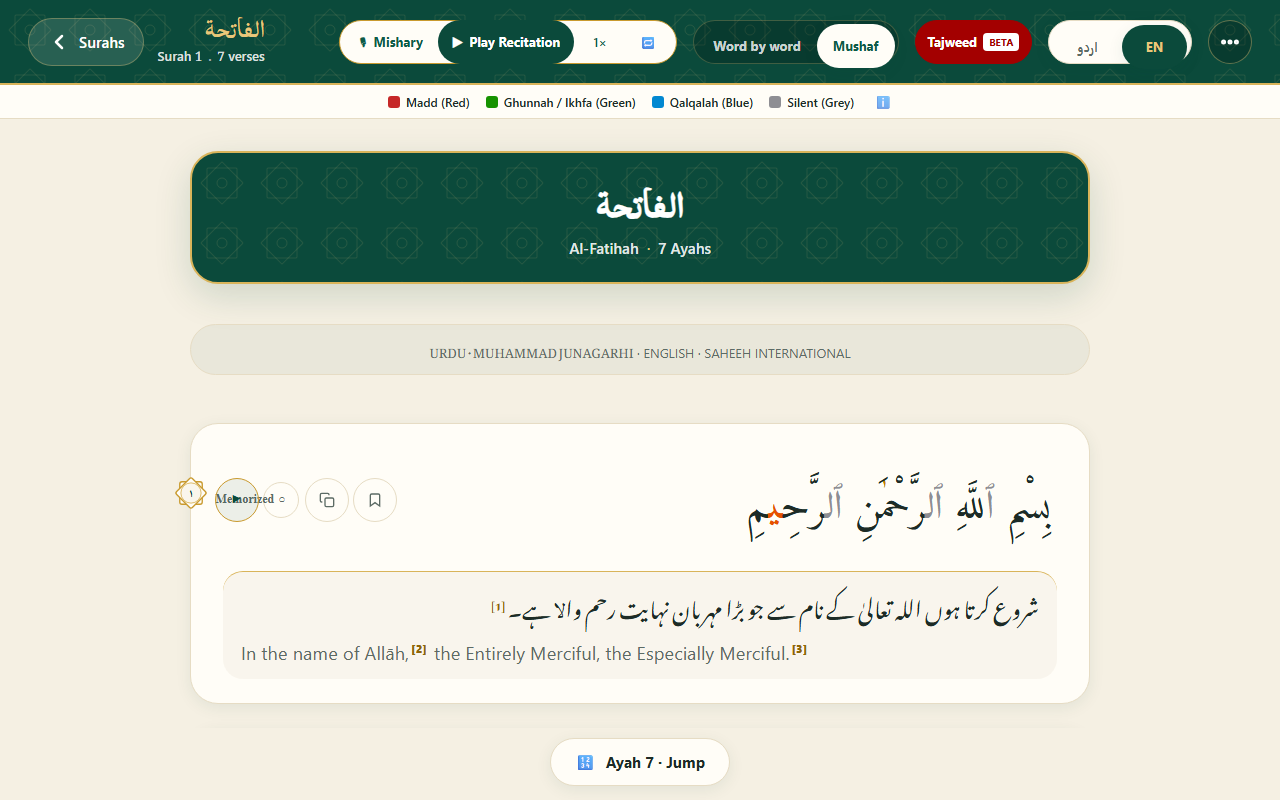 Surahs
الفاتحة
Surah 1 . 7 verses
Mishary
▶ Play Recitation
1×
Word by word
Mushaf
Tajweed BETA
اردو
EN
Madd (Red)
Ghunnah / Ikhfa (Green)
Qalqalah (Blue)
Silent (Grey)
الفاتحة
Al-Fatihah · 7 Ayahs
URDU · MUHAMMAD JUNAGARHI · ENGLISH · SAHEEH INTERNATIONAL
١
Memorized
بِسْمِ ٱللَّهِ ٱلرَّحْمَٰنِ ٱلرَّحِيمِ
شروع کرتا ہوں اللہ تعالیٰ کے نام سے جو بڑا مہربان نہایت رحم والا ہے۔ [1]
In the name of Allāh,[2] the Entirely Merciful, the Especially Merciful.[3]
Ayah 7 · Jump